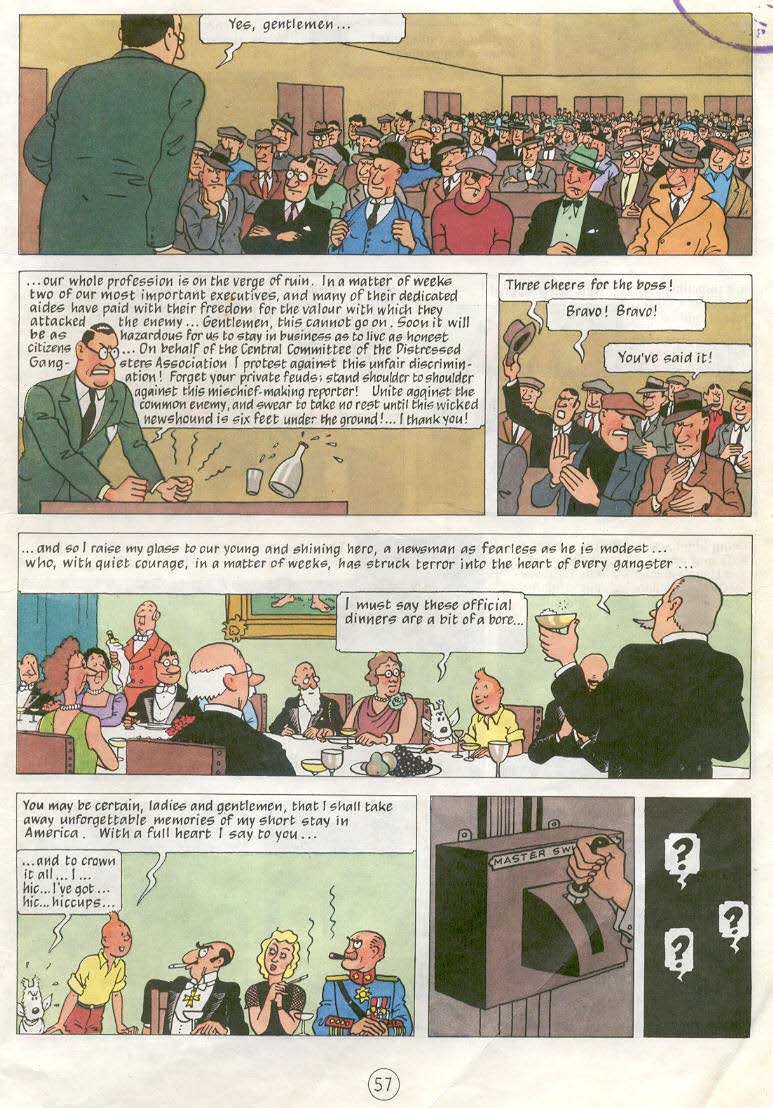 Yes, gentlemen...
...our whole profession is on the verge of ruin. In a matter of weeks
two of our most important executives, and many of their dedicated
aides have paid with their freedom for the valour with which they
attacked the enemy... Gentlemen, this cannot go on. Soon it will
be as hazardous for us to stay in business as to live as honest
citizens ... On behalf of the Central Committee of the Distressed
Gang- sters Association I protest against this unfair discrimin-
ation! Forget your private feuds; stand shoulder to shoulder
against this mischief-making reporter! Unite against the
common enemy, and swear to take no rest until this wicked
newshound is six feet under the ground!... I thank you!
Three cheers for the boss!
Bravo! Bravo!
You've said it!
...and so I raise my glass to our young and shining hero, a newsman as fearless as he is modest...
who, with quiet courage, in a matter of weeks, has struck terror into the heart of every gangster ...
I must say these official
dinners are a bit of a bore...
You may be certain, ladies and gentlemen, that I shall take
away unforgettable memories of my short stay in
America. With a full heart I say to you...
...and to crown
it all... I...
hic...I've got...
hic...hiccups...
MASTER SW
?
?
?
57